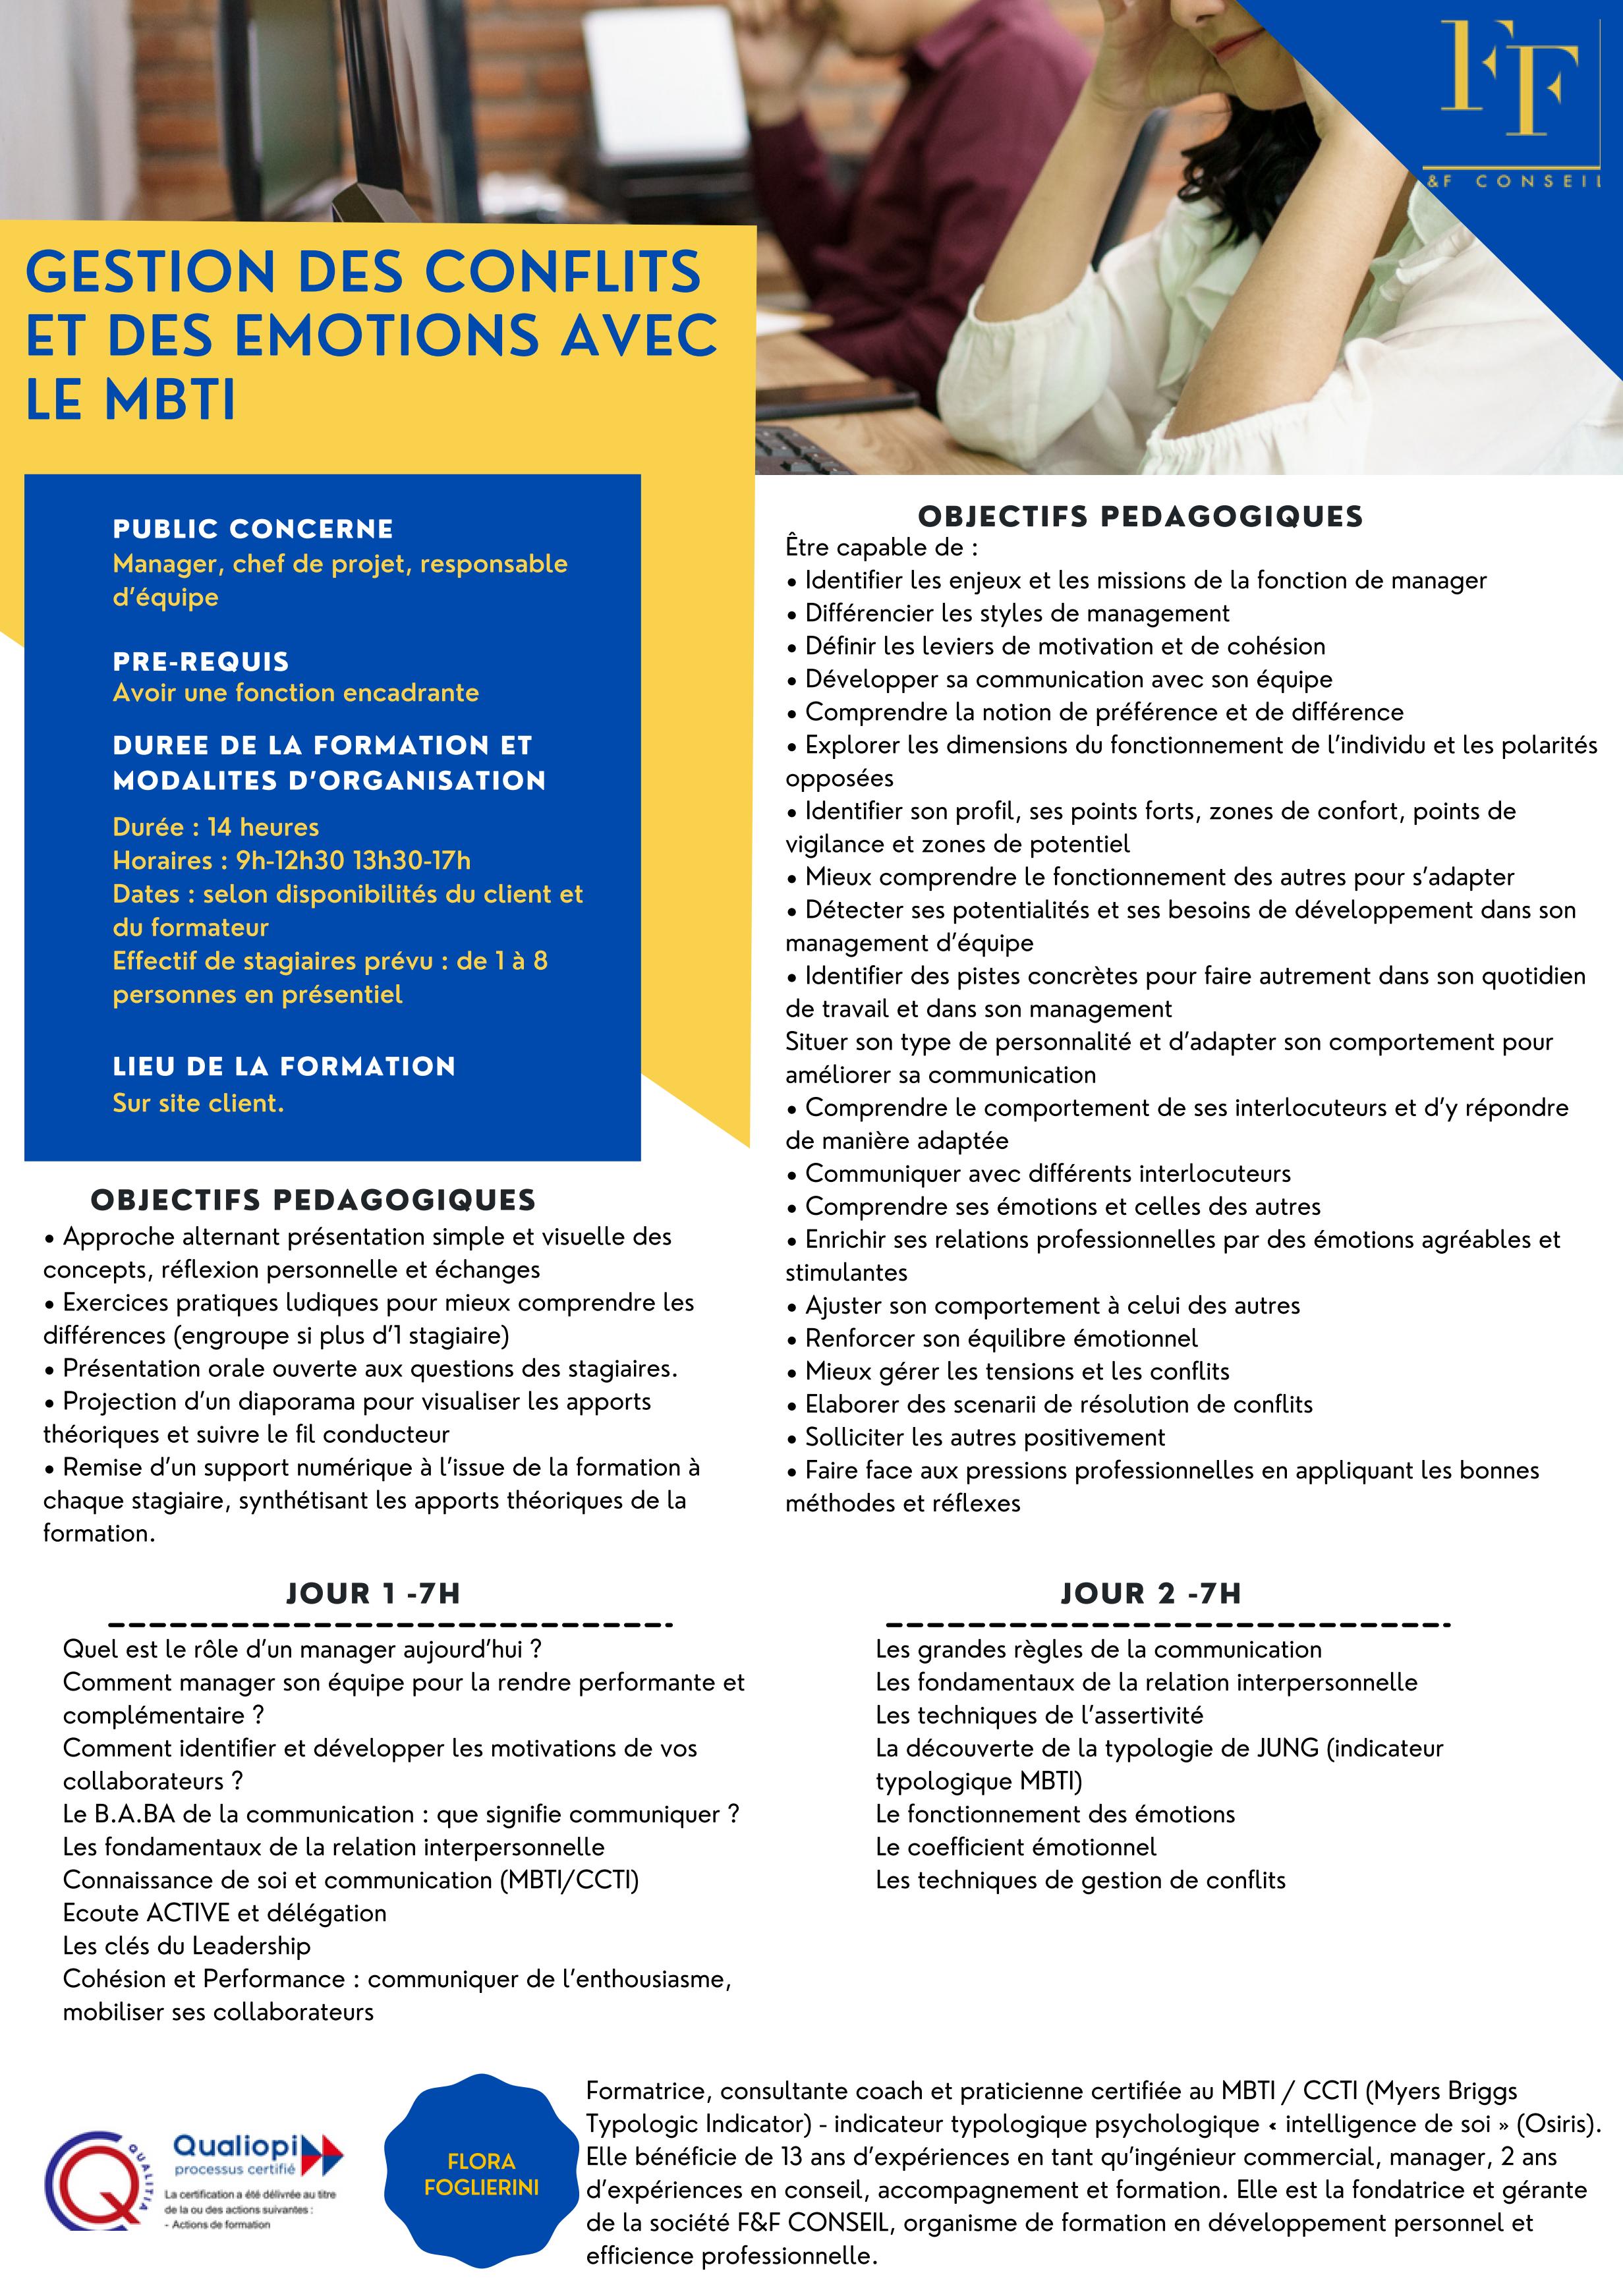 FF
&F CONSEIL
GESTION DES CONFLITS
ET DES EMOTIONS AVEC
LE MBTI
PUBLIC CONCERNE
Manager, chef de projet, responsable
d'équipe
PRE-REQUIS
Avoir une fonction encadrante
DUREE DE LA FORMATION ET
MODALITES D'ORGANISATION
Durée : 14 heures
Horaires : 9h-12h30 13h30-17h
Dates : selon disponibilités du client et
du formateur
Effectif de stagiaires prévu : de 1 à 8
personnes en présentiel
LIEU DE LA FORMATION
Sur site client.
OBJECTIFS PEDAGOGIQUES
• Approche alternant présentation simple et visuelle des
concepts, réflexion personnelle et échanges
• Exercices pratiques ludiques pour mieux comprendre les
différences (engroupe si plus d'1 stagiaire)
• Présentation orale ouverte aux questions des stagiaires.
• Projection d'un diaporama pour visualiser les apports
théoriques et suivre le fil conducteur
• Remise d'un support numérique à l'issue de la formation à
chaque stagiaire, synthétisant les apports théoriques de la
formation.
OBJECTIFS PEDAGOGIQUES
Être capable de :
• Identifier les enjeux et les missions de la fonction de manager
• Différencier les styles de management
• Définir les leviers de motivation et de cohésion
• Développer sa communication avec son équipe
• Comprendre la notion de préférence et de différence
• Explorer les dimensions du fonctionnement de l'individu et les polarités
opposées
• Identifier son profil, ses points forts, zones de confort, points de
vigilance et zones de potentiel
• Mieux comprendre le fonctionnement des autres pour s'adapter
• Détecter ses potentialités et ses besoins de développement dans son
management d'équipe
• Identifier des pistes concrètes pour faire autrement dans son quotidien
de travail et dans son management
Situer son type de personnalité et d'adapter son comportement pour
améliorer sa communication
• Comprendre le comportement de ses interlocuteurs et d'y répondre
de manière adaptée
• Communiquer avec différents interlocuteurs
• Comprendre ses émotions et celles des autres
• Enrichir ses relations professionnelles par des émotions agréables et
stimulantes
• Ajuster son comportement à celui des autres
• Renforcer son équilibre émotionnel
• Mieux gérer les tensions et les conflits
• Elaborer des scenarii de résolution de conflits
• Solliciter les autres positivement
• Faire face aux pressions professionnelles en appliquant les bonnes
méthodes et réflexes
JOUR 1 -7H
Quel est le rôle d'un manager aujourd'hui ?
Comment manager son équipe pour la rendre performante et
complémentaire ?
Comment identifier et développer les motivations de vos
collaborateurs ?
Le B.A.BA de la communication : que signifie communiquer ?
Les fondamentaux de la relation interpersonnelle
Connaissance de soi et communication (MBTI/CCTI)
Ecoute ACTIVE et délégation
Les clés du Leadership
Cohésion et Performance : communiquer de l'enthousiasme,
mobiliser ses collaborateurs
JOUR 2 -7H
Les grandes règles de la communication
Les fondamentaux de la relation interpersonnelle
Les techniques de l'assertivité
La découverte de la typologie de JUNG (indicateur
typologique MBTI)
Le fonctionnement des émotions
Le coefficient émotionnel
Les techniques de gestion de conflits
QUALITIA
Qualiopi
processus certifié
La certification a été délivrée au titre
de la ou des actions suivantes :
- Actions de formation
FLORA
FOGLIERINI
Formatrice, consultante coach et praticienne certifiée au MBTI / CCTI (Myers Briggs
Typologic Indicator) - indicateur typologique psychologique « intelligence de soi » (Osiris).
Elle bénéficie de 13 ans d'expériences en tant qu'ingénieur commercial, manager, 2 ans
d'expériences en conseil, accompagnement et formation. Elle est la fondatrice et gérante
de la société F&F CONSEIL, organisme de formation en développement personnel et
efficience professionnelle.